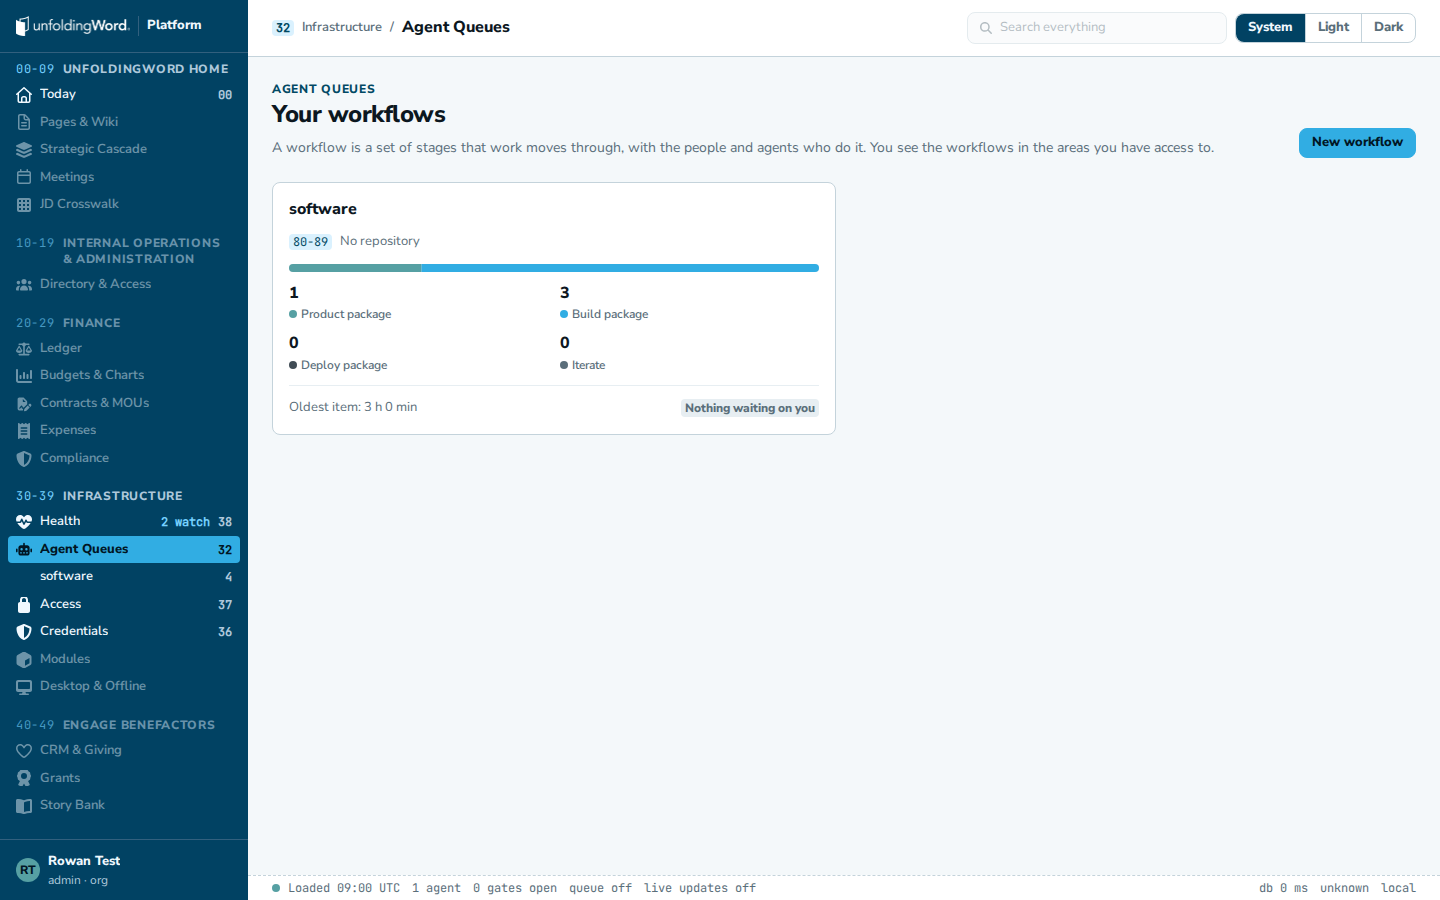 unfoldingWord Platform
00-09 UNFOLDINGWORD HOME
Today 00
Pages & Wiki
Strategic Cascade
Meetings
JD Crosswalk
10-19 INTERNAL OPERATIONS
& ADMINISTRATION
Directory & Access
20-29 FINANCE
Ledger
Budgets & Charts
Contracts & MOUs
Expenses
Compliance
30-39 INFRASTRUCTURE
Health 2 watch 38
Agent Queues 32
software 4
Access 37
Credentials 36
Modules
Desktop & Offline
40-49 ENGAGE BENEFACTORS
CRM & Giving
Grants
Story Bank
RT Rowan Test
admin · org
32 Infrastructure / Agent Queues
Search everything
System Light Dark
AGENT QUEUES
Your workflows
A workflow is a set of stages that work moves through, with the people and agents who do it. You see the workflows in the areas you have access to.
New workflow
software
80-89 No repository
1 3
Product package Build package
0 0
Deploy package Iterate
Oldest item: 3 h 0 min Nothing waiting on you
Loaded 09:00 UTC 1 agent 0 gates open queue off live updates off db 0 ms unknown local